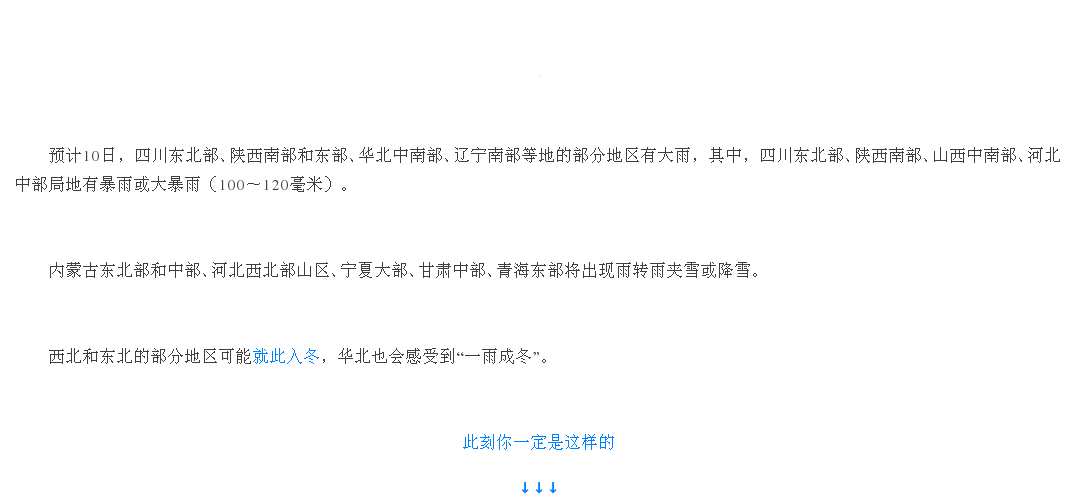 预计10日，四川东北部、陕西南部和东部、华北中南部、辽宁南部等地的部分地区有大雨，其中，四川东北部、陕西南部、山西中南部、河北
中部局地有暴雨或大暴雨（100～120毫米）。
内蒙古东北部和中部、河北西北部山区、宁夏大部、甘肃中部、青海东部将出现雨转雨夹雪或降雪。
西北和东北的部分地区可能就此入冬，华北也会感受到“一雨成冬”。
此刻你一定是这样的
↓↓↓